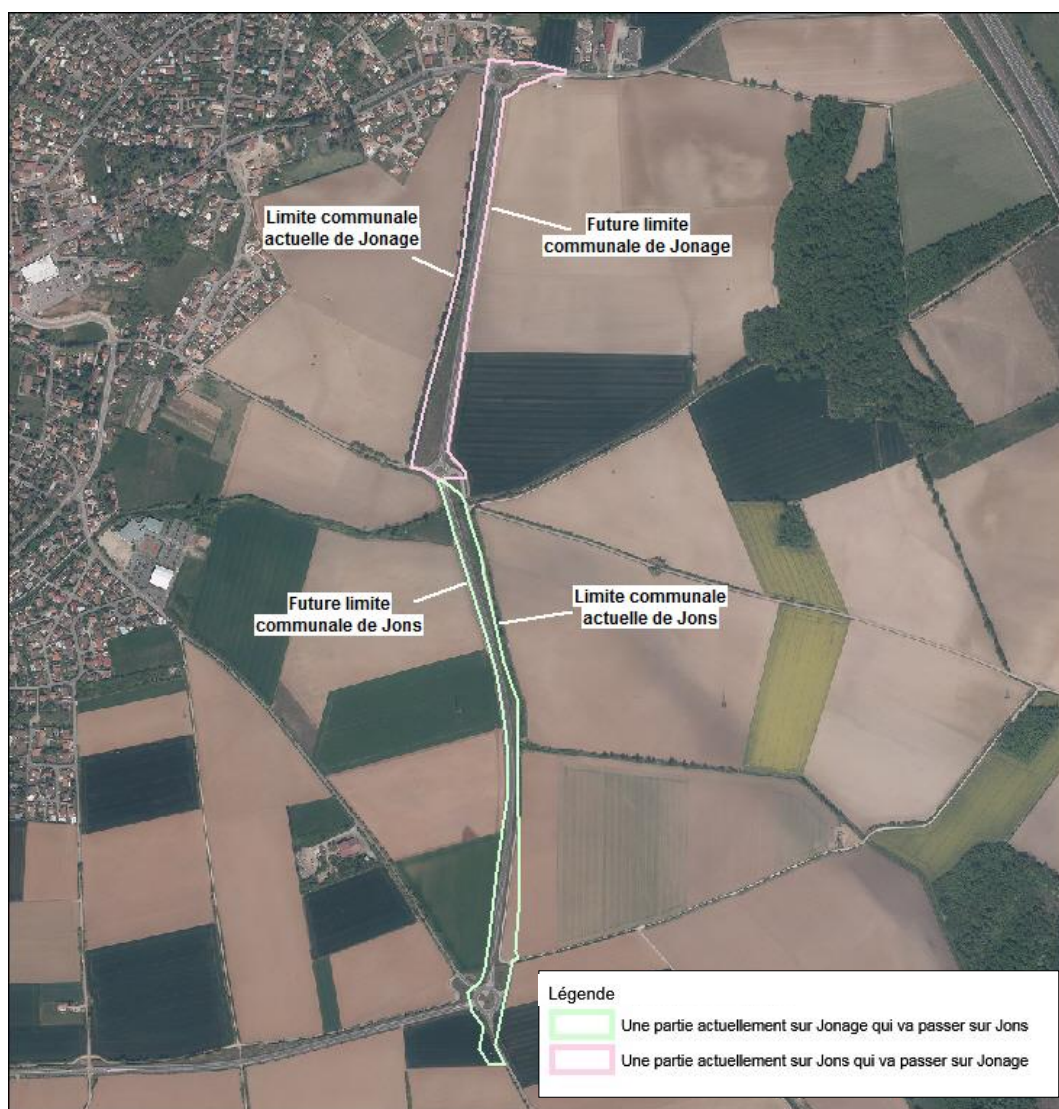 Limite communale
actuelle de Jonage
Future limite
communale de Jonage
Future limite
communale de Jons
Limite communale
actuelle de Jons
Légende
Une partie actuellement sur Jonage qui va passer sur Jons
Une partie actuellement sur Jons qui va passer sur Jonage